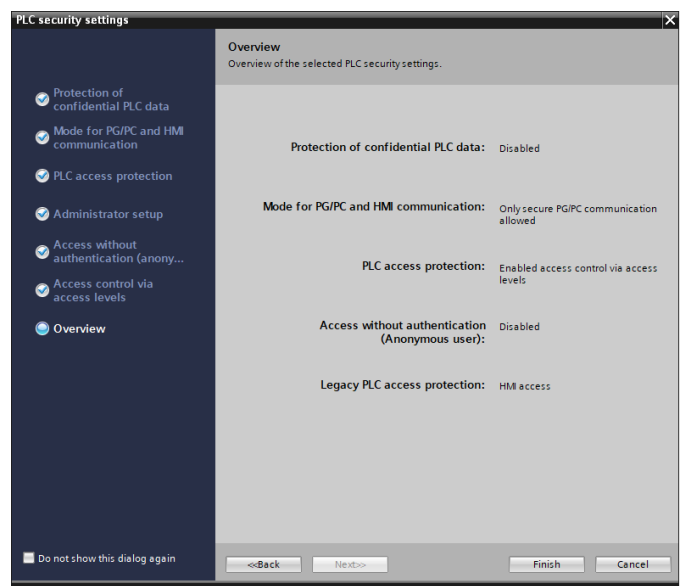 PLC security settings
Overview
Overview of the selected PLC security settings.
Protection of
confidential PLC data
Mode for PG/PC and HMI
communication
PLC access protection
Administrator setup
Access without
authentication (anony...
Access control via
access levels
Overview
Protection of confidential PLC data: Disabled
Mode for PG/PC and HMI communication: Only secure PG/PC communication
allowed
PLC access protection: Enabled access control via access
levels
Access without authentication Disabled
(Anonymous user):
Legacy PLC access protection: HMI access
Do not show this dialog again
<<Back
Next>>
Finish
Cancel